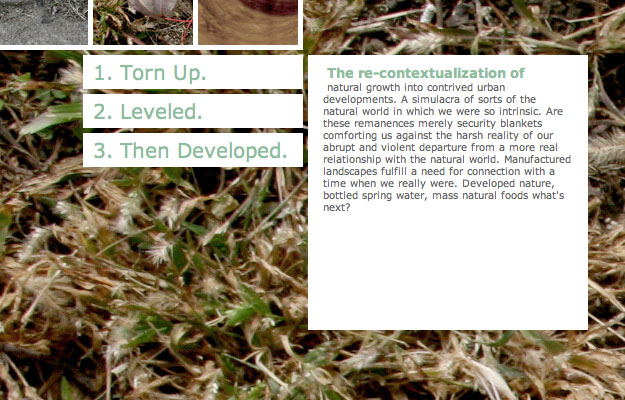 1. Torn Up.
2. Leveled.
3. Then Developed.
The re-contextualization of
natural growth into contrived urban
developments. A simulacra of sorts of the
natural world in which we were so intrinsic. Are
these remanences merely security blankets
comforting us against the harsh reality of our
abrupt and violent departure from a more real
relationship with the natural world. Manufactured
landscapes fulfill a need for connection with a
time when we really were. Developed nature,
bottled spring water, mass natural foods what's
next?